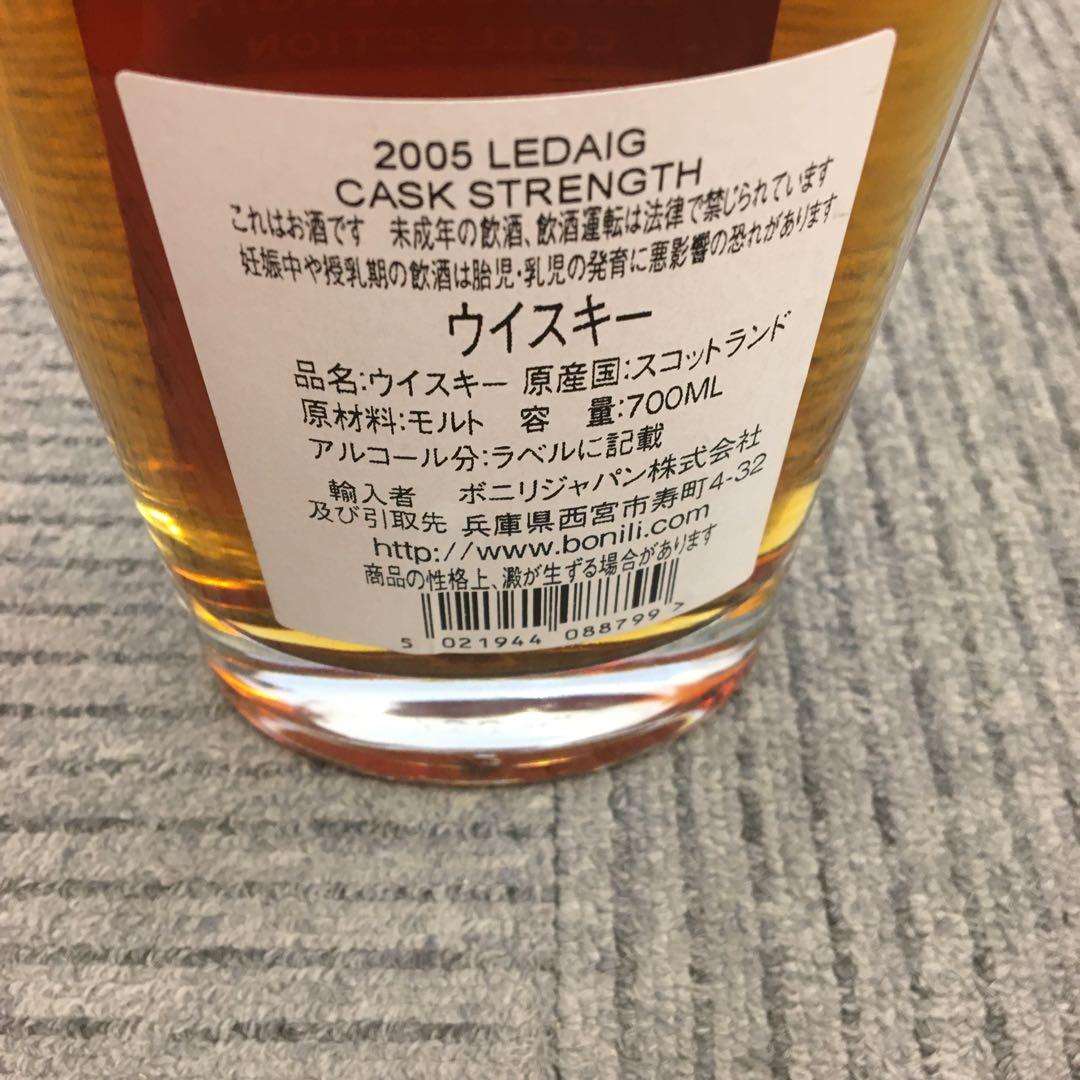 COLLECTION
2005 LEDAIG
CASK STRENGTH
これはお酒です　未成年の飲酒、飲酒運転は法律で禁じられています
妊娠中や授乳期の飲酒は胎児・乳児の発育に悪影響の恐れがあります
ウイスキー
品名:ウイスキー 原産国:スコットランド
原材料:モルト 容　量:700ML
アルコール分:ラベルに記載
輸入者　ボニリジャパン株式会社
及び引取先 兵庫県西宮市寿町4-32
http://www.bonili.com
商品の性格上、澱が生ずる場合があります
5 021944 088799 7